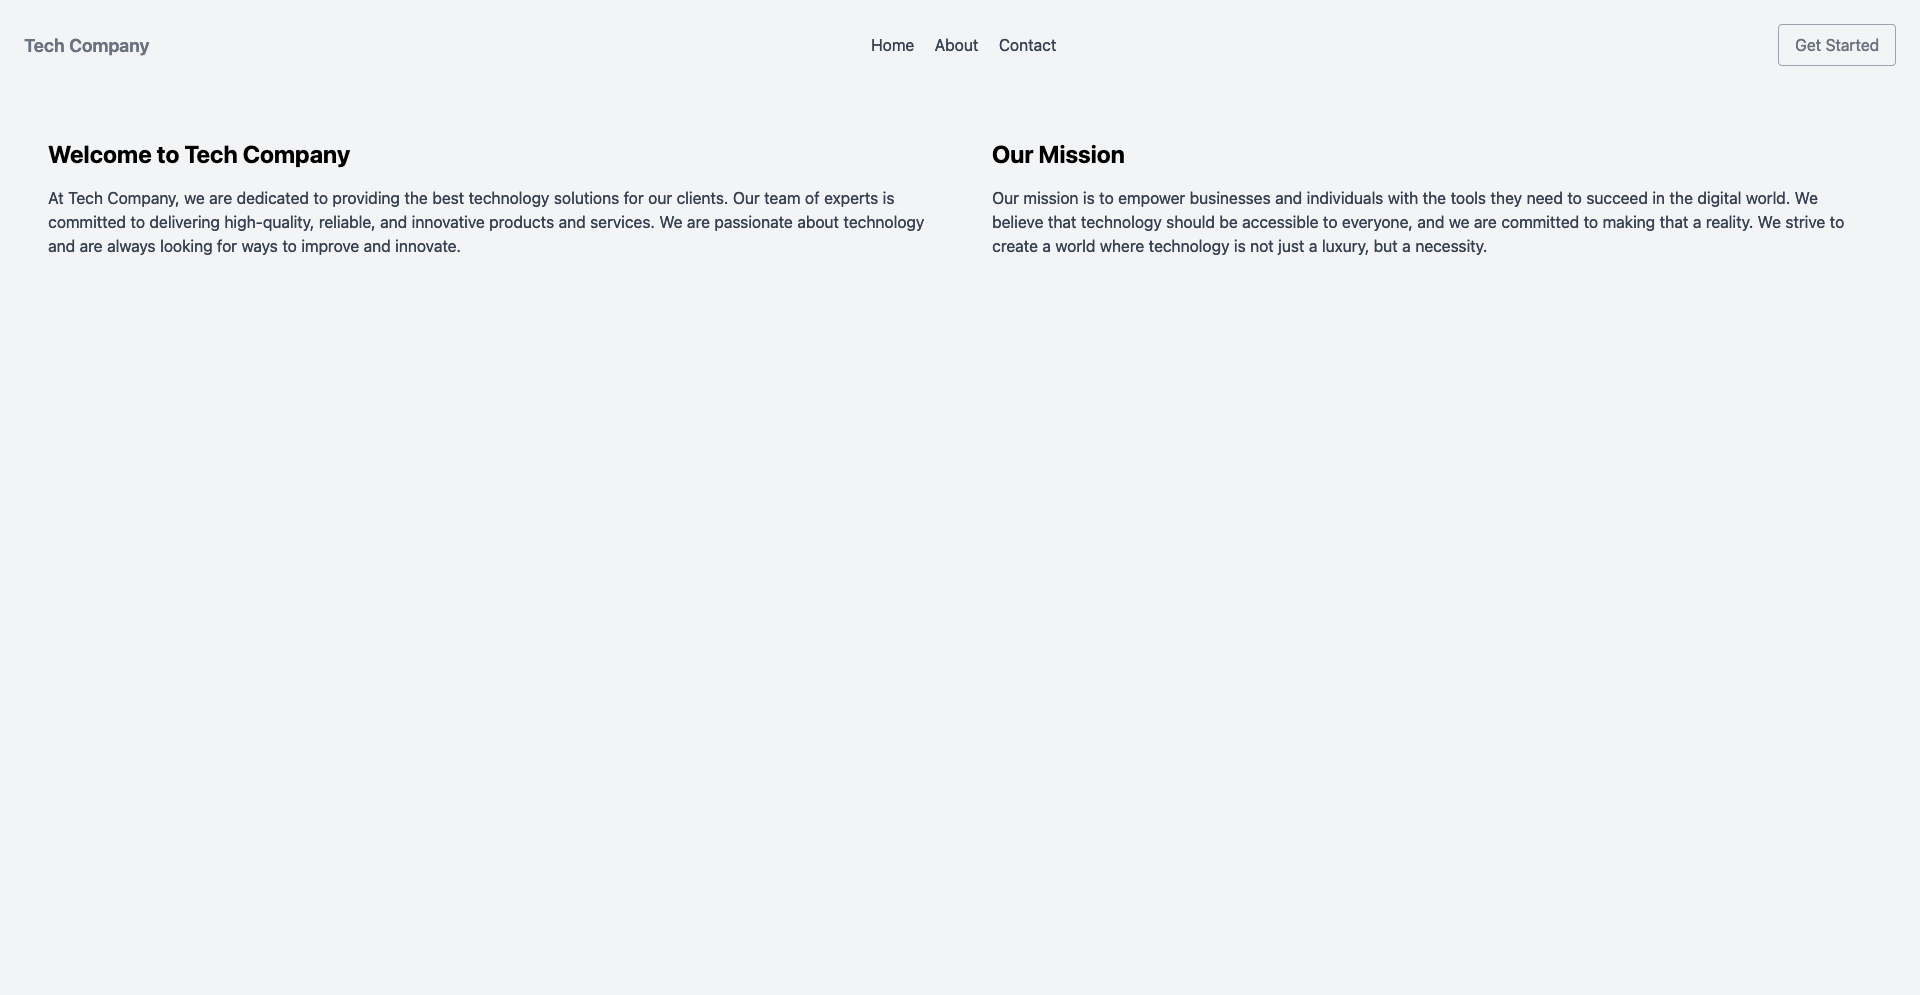 Tech Company
Home About Contact
Get Started
Welcome to Tech Company
At Tech Company, we are dedicated to providing the best technology solutions for our clients. Our team of experts is
committed to delivering high-quality, reliable, and innovative products and services. We are passionate about technology
and are always looking for ways to improve and innovate.
Our Mission
Our mission is to empower businesses and individuals with the tools they need to succeed in the digital world. We
believe that technology should be accessible to everyone, and we are committed to making that a reality. We strive to
create a world where technology is not just a luxury, but a necessity.